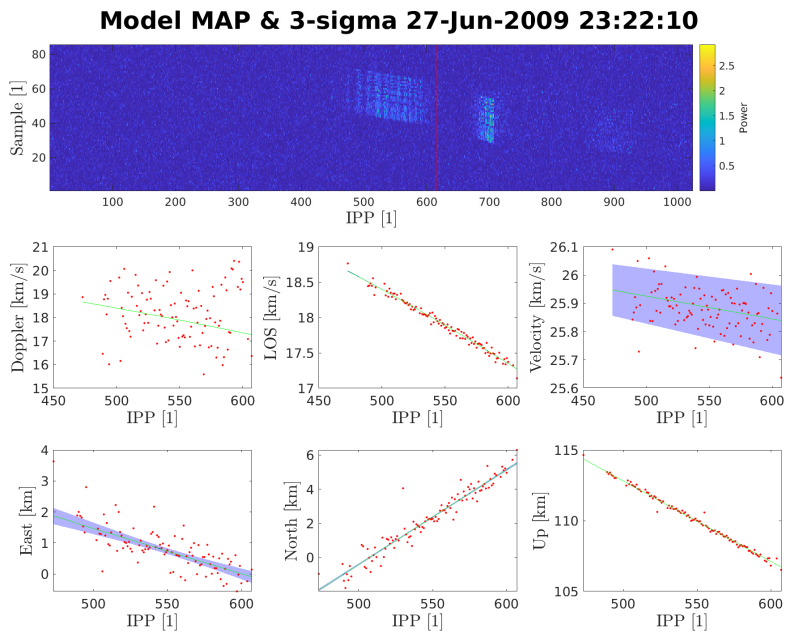 Model MAP & 3-sigma 27-Jun-2009 23:22:10
80
60
40
20
Sample [1]
100 200 300 400 500 600 700 800 900 1000
IPP [1]
2.5
2
1.5
1
0.5
Power
21
20
19
18
17
16
15
Doppler [km/s]
450 500 550 600
IPP [1]
19
18.5
18
17.5
17
LOS [km/s]
450 500 550 600
IPP [1]
26.1
26
25.9
25.8
25.7
25.6
Velocity [km/s]
450 500 550 600
IPP [1]
4
3
2
1
0
East [km]
500 550 600
IPP [1]
6
4
2
0
North [km]
500 550 600
IPP [1]
115
110
105
Up [km]
500 550 600
IPP [1]